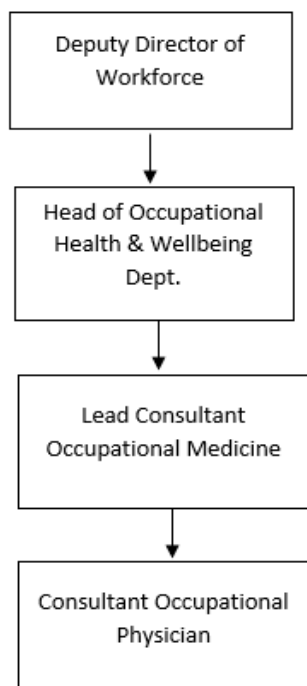 Deputy Director of
Workforce
Head of Occupational
Health & Wellbeing
Dept.
Lead Consultant
Occupational Medicine
Consultant Occupational
Physician